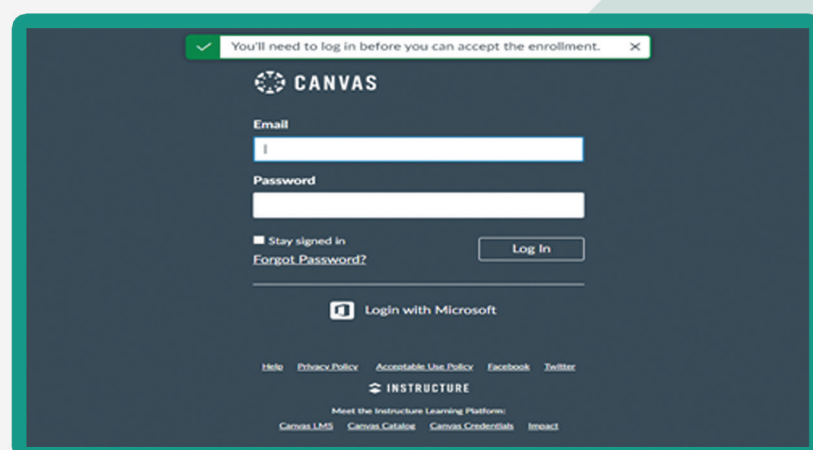 You'll need to log in before you can accept the enrollment.
CANVAS
Email
Password
Stay signed in
Forgot Password?
Log In
Login with Microsoft
Help Privacy Policy Acceptable Use Policy Facebook Twitter
INSTRUCTURE
Meet the Instructure Learning Platform:
Canvas LMS Canvas Catalog Canvas Credentials Impact